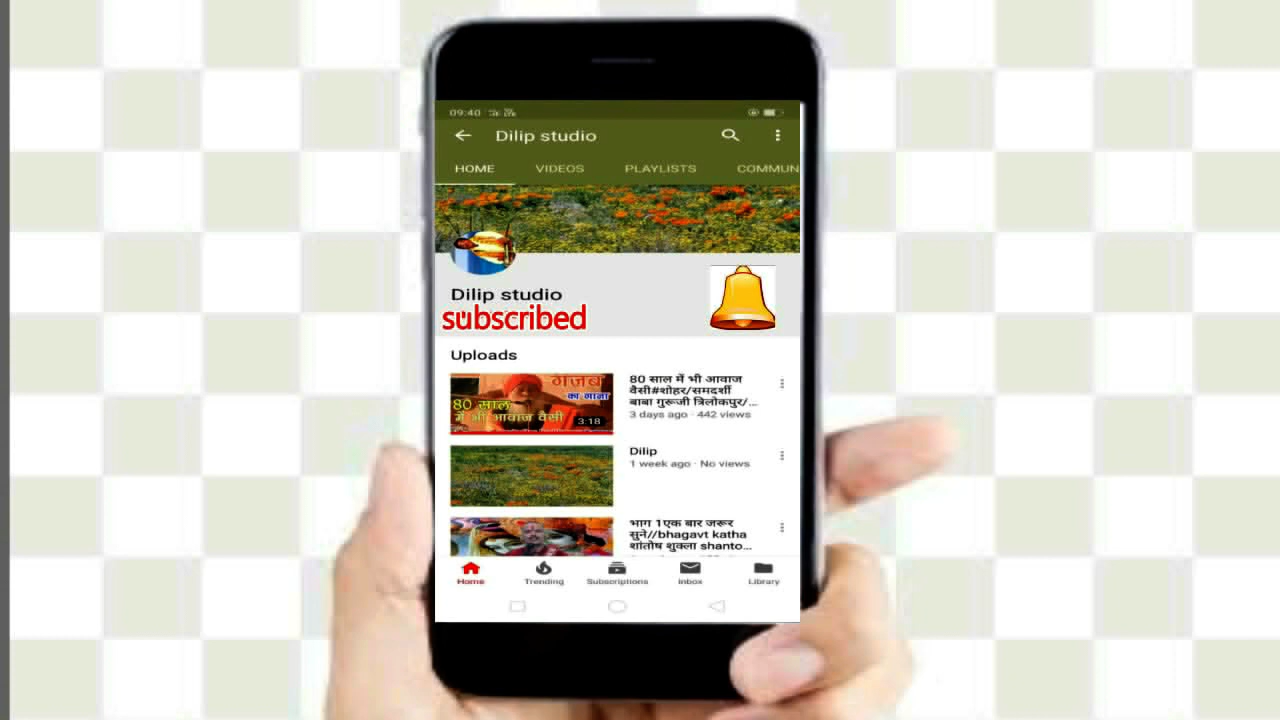 09:40
Dilip studio
HOME VIDEOS PLAYLISTS COMMUN
Dilip studio
subscribed
Uploads
गजब
का गाना
80 साल
में भी आवाज वैसी
3:18
80 साल में भी आवाज
वैसी#शोहर/समदर्शी
बाबा गुरूजी त्रिलोकपुर/...
3 days ago · 442 views
Dilip
1 week ago · No views
भाग 1एक बार जरूर
सुने//bhagavt katha
शांतोष शुक्ला shanto...
Home Trending Subscriptions Inbox Library